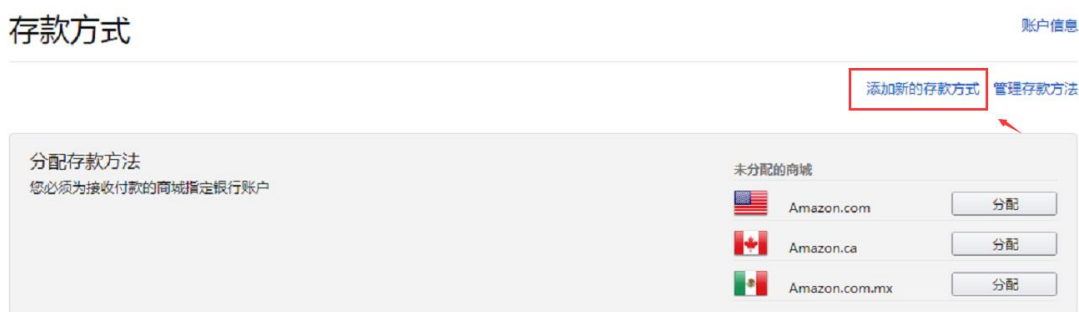 存款方式
账户信息
添加新的存款方式 管理存款方法
分配存款方法
您必须为接收付款的商城指定银行账户
未分配的商城
Amazon.com 分配
Amazon.ca 分配
Amazon.com.mx 分配